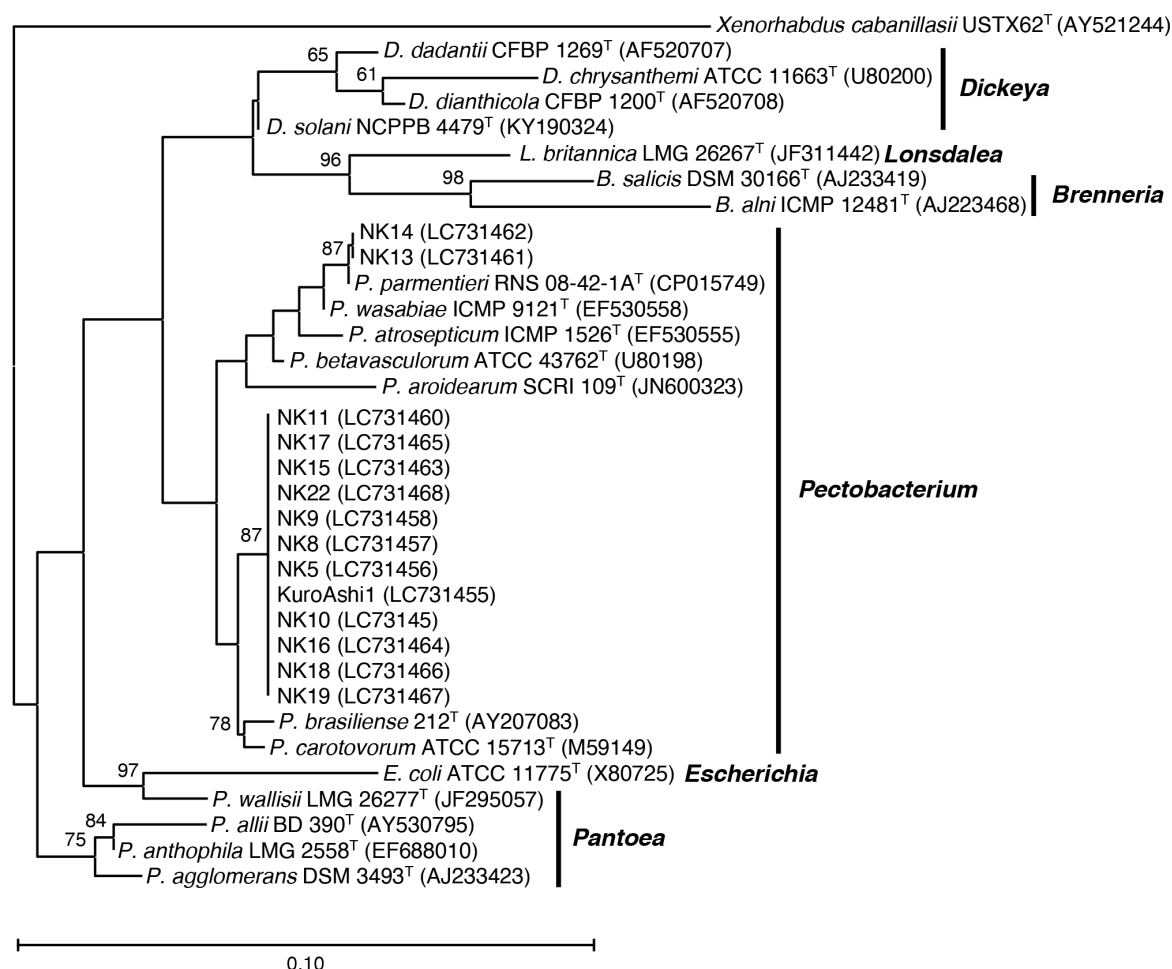 Xenorhabdus cabanillasii USTX62T (AY521244)
65
D. dadantii CFBP 1269T (AF520707)
61
D. chrysanthemi ATCC 11663T (U80200)
Dickeya
D. dianthicola CFBP 1200T (AF520708)
D. solani NCPPB 4479T (KY190324)
96
L. britannica LMG 26267T (JF311442) Lonsdalea
98
B. salicis DSM 30166T (AJ233419)
Brenneria
B. alni ICMP 12481T (AJ223468)
NK14 (LC731462)
87
NK13 (LC731461)
P. parmentieri RNS 08-42-1AT (CP015749)
P. wasabiae ICMP 9121T (EF530558)
P. atrosepticum ICMP 1526T (EF530555)
P. betavasculorum ATCC 43762T (U80198)
P. aroidearum SCRI 109T (JN600323)
NK11 (LC731460)
NK17 (LC731465)
NK15 (LC731463)
Pectobacterium
NK22 (LC731468)
NK9 (LC731458)
87
NK8 (LC731457)
NK5 (LC731456)
KuroAshi1 (LC731455)
NK10 (LC73145)
NK16 (LC731464)
NK18 (LC731466)
NK19 (LC731467)
78
P. brasiliense 212T (AY207083)
P. carotovorum ATCC 15713T (M59149)
97
E. coli ATCC 11775T (X80725) Escherichia
P. wallisii LMG 26277T (JF295057)
84
P. allii BD 390T (AY530795)
75
Pantoea
P. anthophila LMG 2558T (EF688010)
P. agglomerans DSM 3493T (AJ233423)
0.10